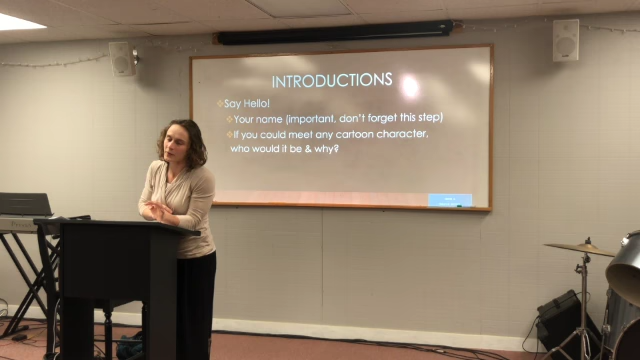 INTRODUCTIONS
Say Hello!
Your name (important, don't forget this step)
If you could meet any cartoon character,
who would it be & why?